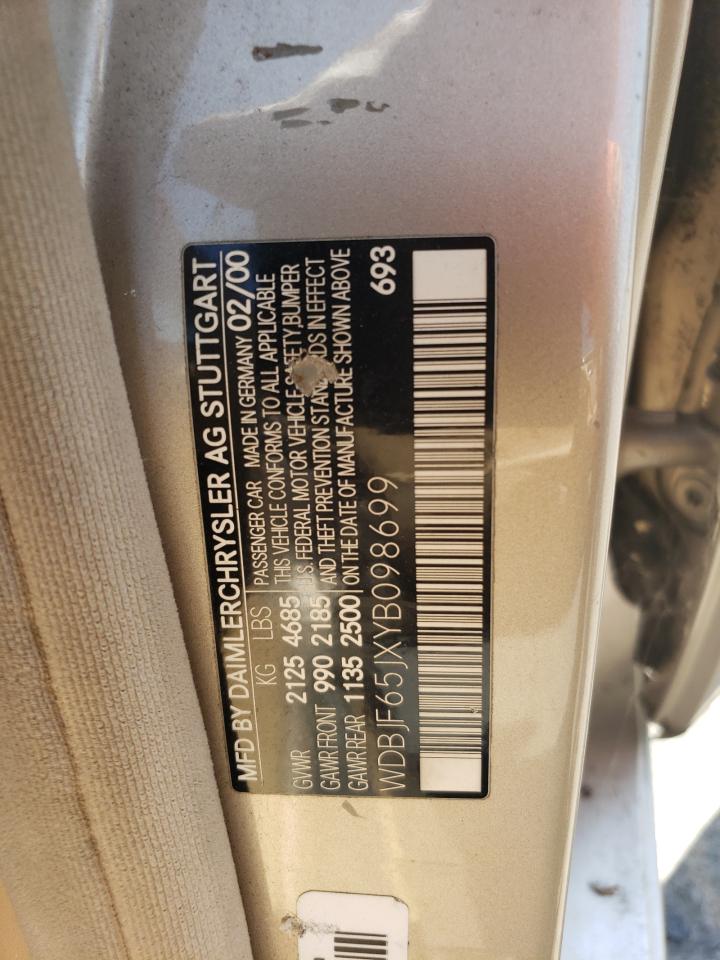 MFD BY DAIMLERCHRYSLER AG STUTTGART
KG LBS PASSENGER CAR MADE IN GERMANY 02/00
GVWR 2125 4685 THIS VEHICLE CONFORMS TO ALL APPLICABLE
GAWR FRONT 990 2185 U.S. FEDERAL MOTOR VEHICLE SAFETY,BUMPER
GAWR REAR 1135 2500 AND THEFT PREVENTION STANDARDS IN EFFECT
ON THE DATE OF MANUFACTURE SHOWN ABOVE
WDBJF65JXYB098699 693